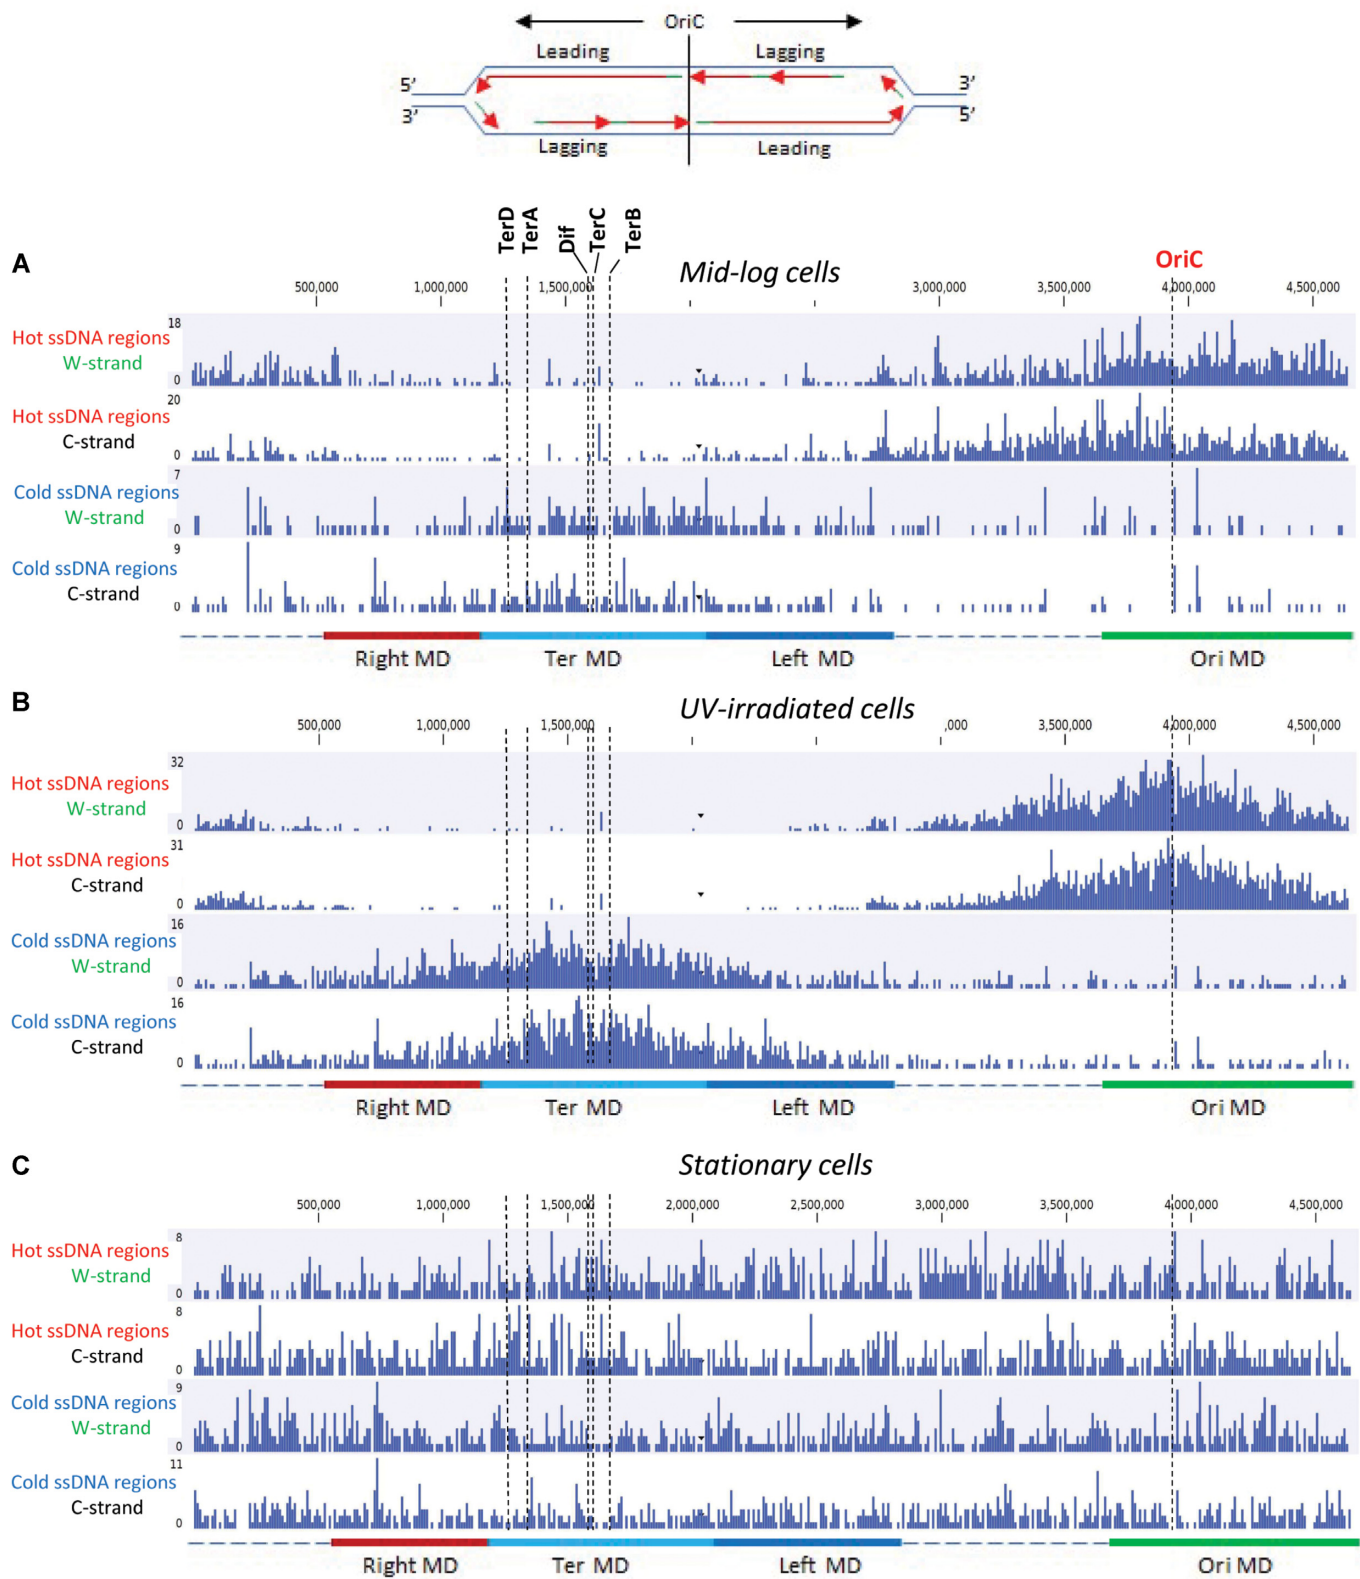 OriC
Leading Lagging
5’ 3’
3’ 5’
Lagging Leading
TerD TerA Dif TerC TerB
A Mid-log cells OriC
500,000 1,000,000 1,500,000 3,000,000 3,500,000 4,000,000 4,500,000
Hot ssDNA regions 18
W-strand 0
Hot ssDNA regions 20
C-strand 0
Cold ssDNA regions 7
W-strand 0
Cold ssDNA regions 9
C-strand 0
Right MD Ter MD Left MD Ori MD
B UV-irradiated cells
500,000 1,000,000 1,500,000 ,000 3,500,000 4,000,000 4,500,000
Hot ssDNA regions 32
W-strand 0
Hot ssDNA regions 31
C-strand 0
Cold ssDNA regions 16
W-strand 0
Cold ssDNA regions 16
C-strand 0
Right MD Ter MD Left MD Ori MD
C Stationary cells
500,000 1,000,000 1,500,000 2,000,000 2,500,000 3,000,000 3,500,000 4,000,000 4,500,000
Hot ssDNA regions 8
W-strand 0
Hot ssDNA regions 8
C-strand 0
Cold ssDNA regions 9
W-strand 0
Cold ssDNA regions 11
C-strand 0
Right MD Ter MD Left MD Ori MD